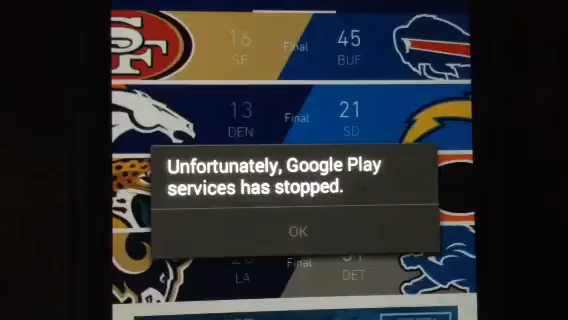 16 Final 45
SF BUF
13 Final 21
DEN SD
Unfortunately, Google Play
services has stopped.
OK
Final
LA DET